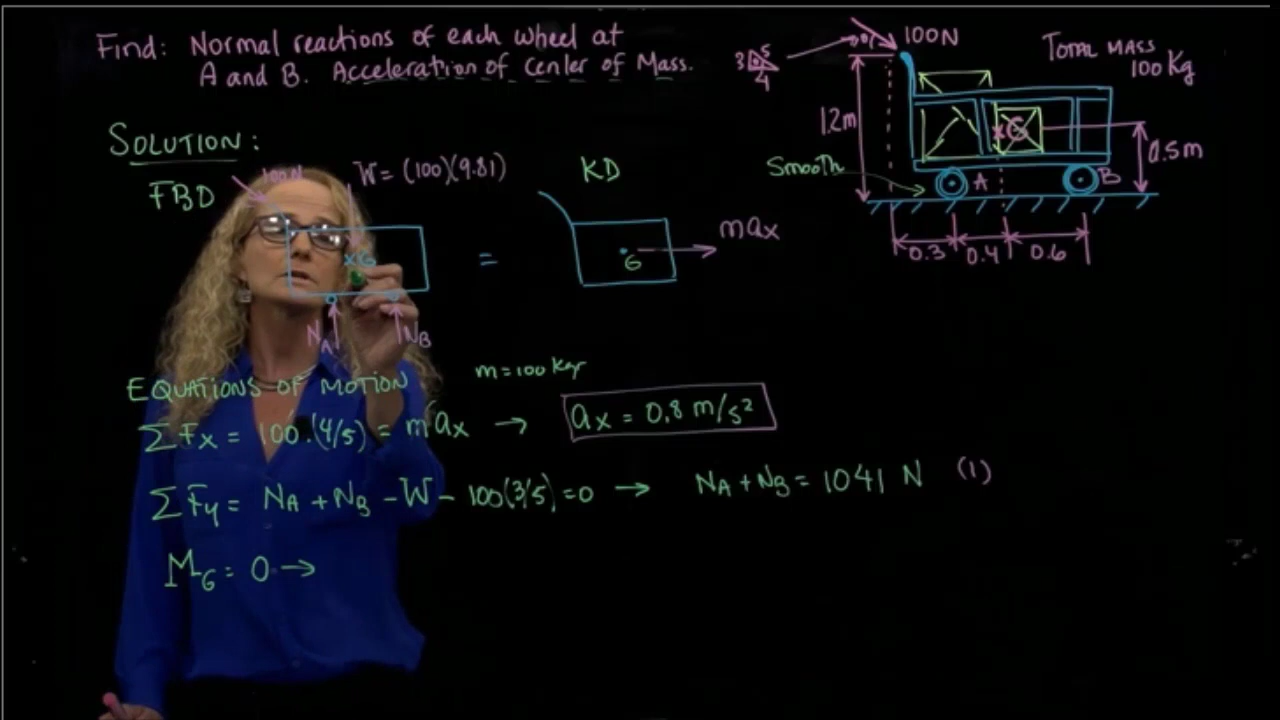 Find: Normal reactions of each wheel at
A and B. Acceleration of Center of Mass.
SOLUTION:
FBD
100N
W = (100)(9.81)
G
NA
NB
=
KD
G
max
3 5 4
100N
TOTAL MASS
100 Kg
1.2m
G
0.5m
Smooth
A
B
0.3
0.4
0.6
EQUATIONS OF MOTION
m = 100 kgr
ΣFx = 100.(4/5) = max → ax = 0.8 m/s²
ΣFy = NA + NB - W - 100(3/5) = 0 → NA + NB = 1041 N (1)
MG = 0 →